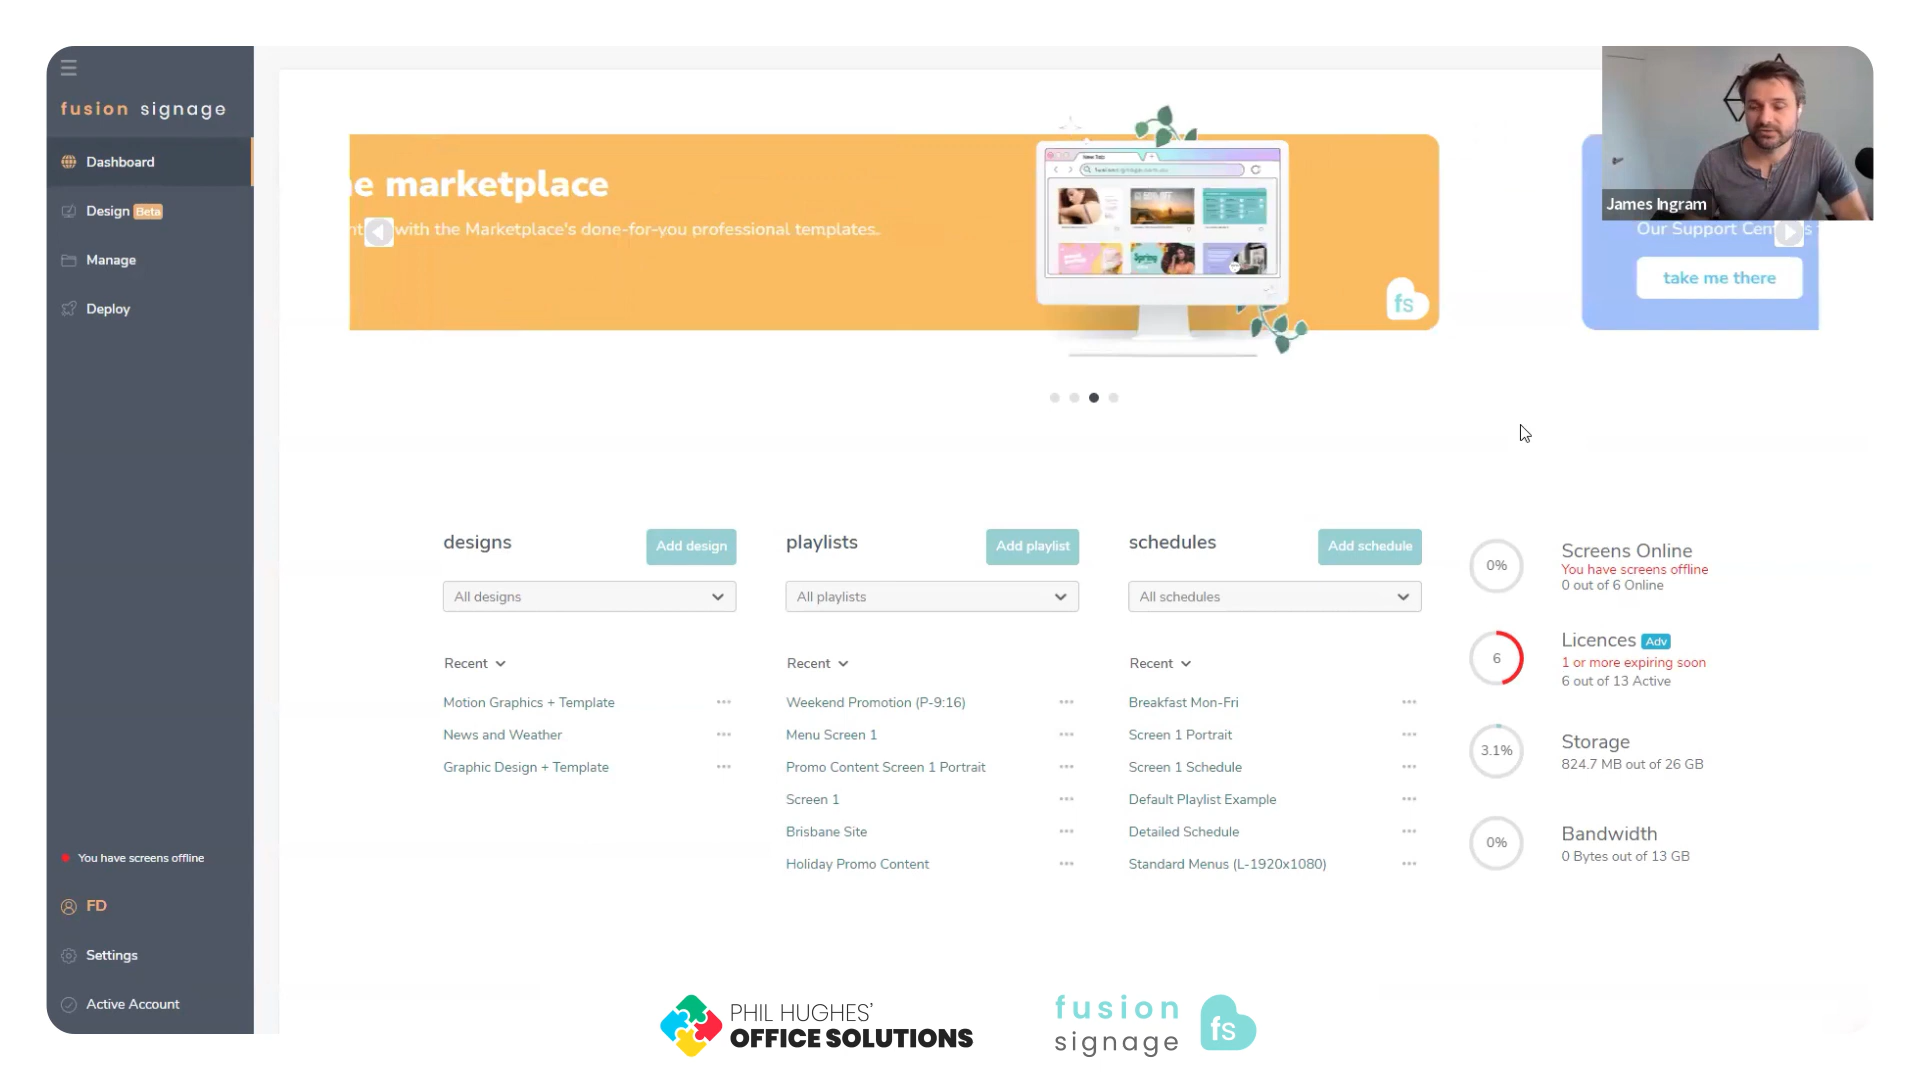 fusion signage
Dashboard
Design Beta
Manage
Deploy
You have screens offline
FD
Settings
Active Account
e marketplace
nt with the Marketplace's done-for-you professional templates.
New Tab
fs
James Ingram
Our Support Cen s
take me there
designs
Add design
All designs
Recent
Motion Graphics + Template
News and Weather
Graphic Design + Template
playlists
Add playlist
All playlists
Recent
Weekend Promotion (P-9:16)
Menu Screen 1
Promo Content Screen 1 Portrait
Screen 1
Brisbane Site
Holiday Promo Content
schedules
Add schedule
All schedules
Recent
Breakfast Mon-Fri
Screen 1 Portrait
Screen 1 Schedule
Default Playlist Example
Detailed Schedule
Standard Menus (L-1920x1080)
0%
Screens Online
You have screens offline
0 out of 6 Online
6
Licences Adv
1 or more expiring soon
6 out of 13 Active
3.1%
Storage
824.7 MB out of 26 GB
0%
Bandwidth
0 Bytes out of 13 GB
PHIL HUGHES'
OFFICE SOLUTIONS
fusion
signage
fs